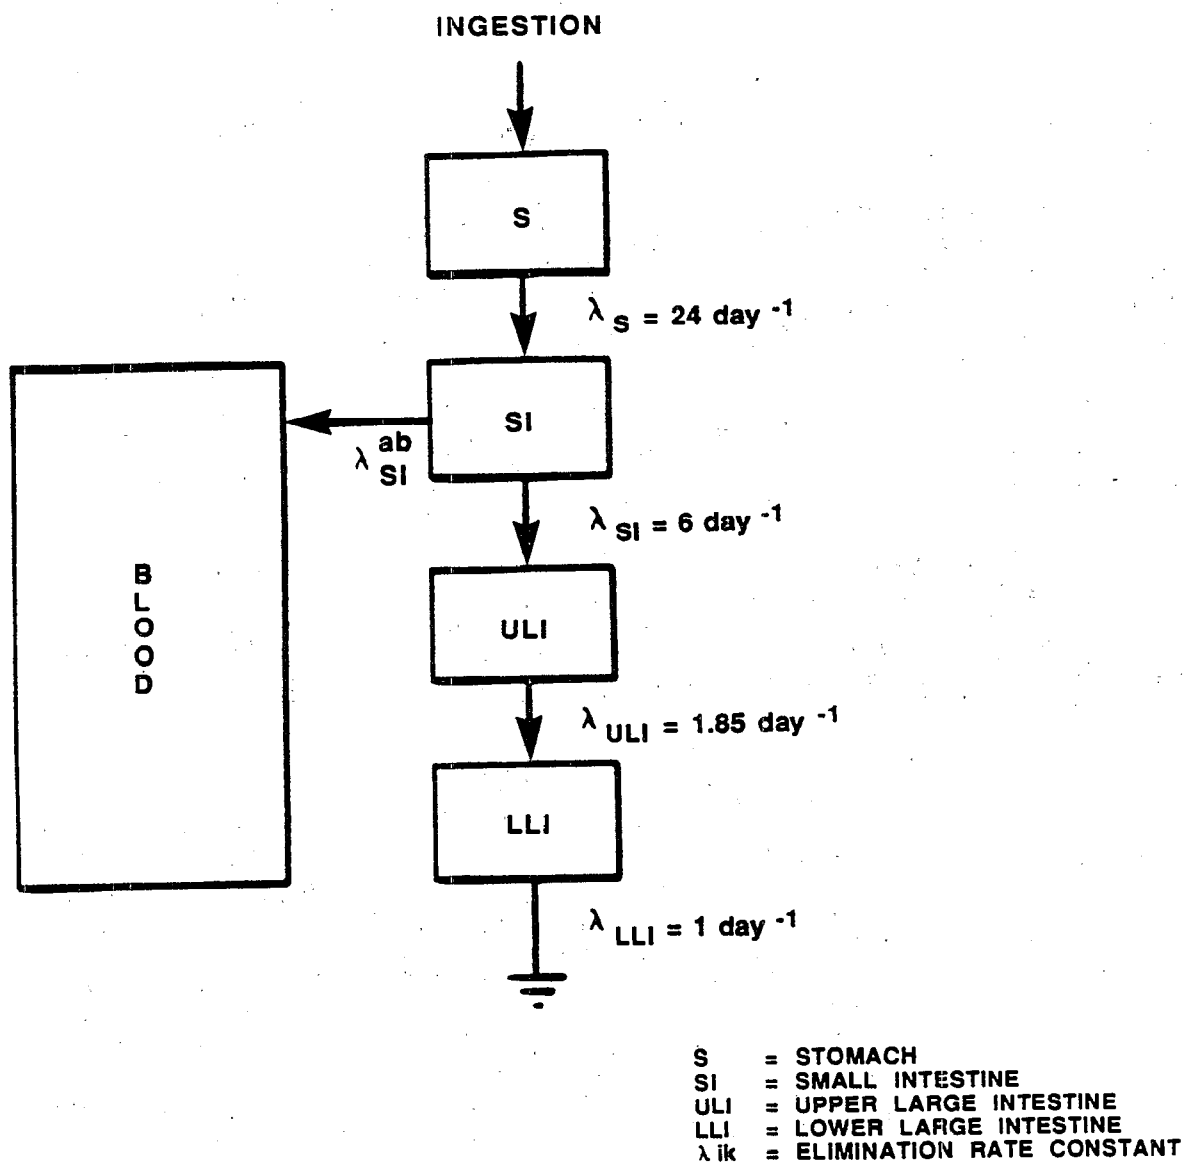 INGESTION
S
λ S = 24 day -1
SI
λ ab SI
λ SI = 6 day -1
BLOOD
ULI
λ ULI = 1.85 day -1
LLI
λ LLI = 1 day -1
S = STOMACH
SI = SMALL INTESTINE
ULI = UPPER LARGE INTESTINE
LLI = LOWER LARGE INTESTINE
λ ik = ELIMINATION RATE CONSTANT